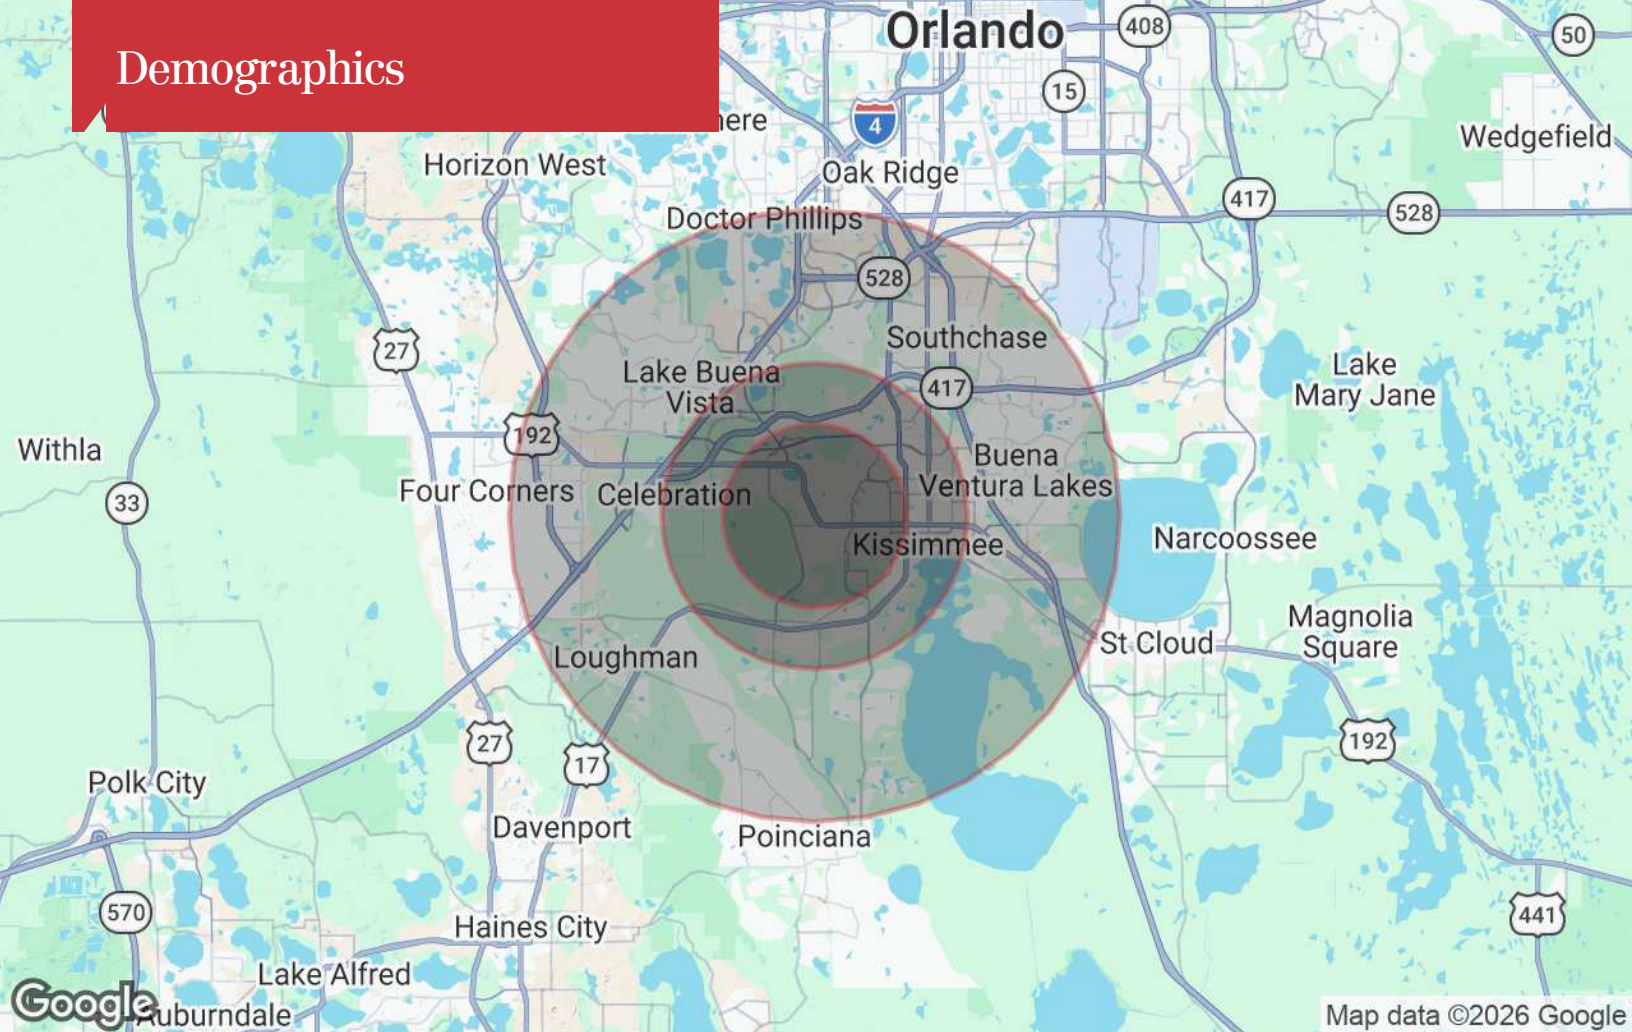 Demographics
Orlando
408
50
15
4
Wedgefield
Horizon West
Oak Ridge
417
528
Doctor Phillips
528
Southchase
27
Lake Buena
Vista
417
Lake
Mary Jane
192
Withla
Buena
Ventura Lakes
Four Corners
Celebration
33
Kissimmee
Narcoossee
Magnolia
Square
St Cloud
Loughman
27
17
192
Polk City
Davenport
Poinciana
570
Haines City
441
Lake Alfred
Google
Auburndale
Map data ©2026 Google